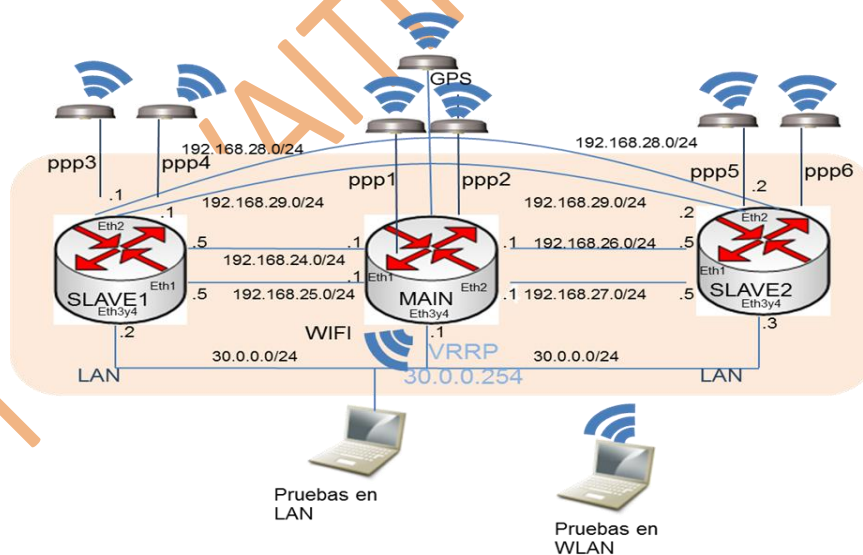 WAITI
GPS
192.168.28.0/24
192.168.28.0/24
ppp3
ppp4
ppp1
ppp2
ppp5
ppp6
.1
.1
.2
192.168.29.0/24
192.168.29.0/24
.2
Eth2
Eth2
.5
.1
.1
192.168.26.0/24
.5
192.168.24.0/24
.1
Eth1
Eth1
Eth1
.5
192.168.25.0/24
Eth2
.1
192.168.27.0/24
.5
SLAVE1
MAIN
SLAVE2
Eth3y4
Eth3y4
Eth3y4
.2
WIFI
.1
.3
30.0.0.0/24
VRRP
30.0.0.0/24
LAN
30.0.0.254
LAN
Pruebas en
LAN
Pruebas en
WLAN